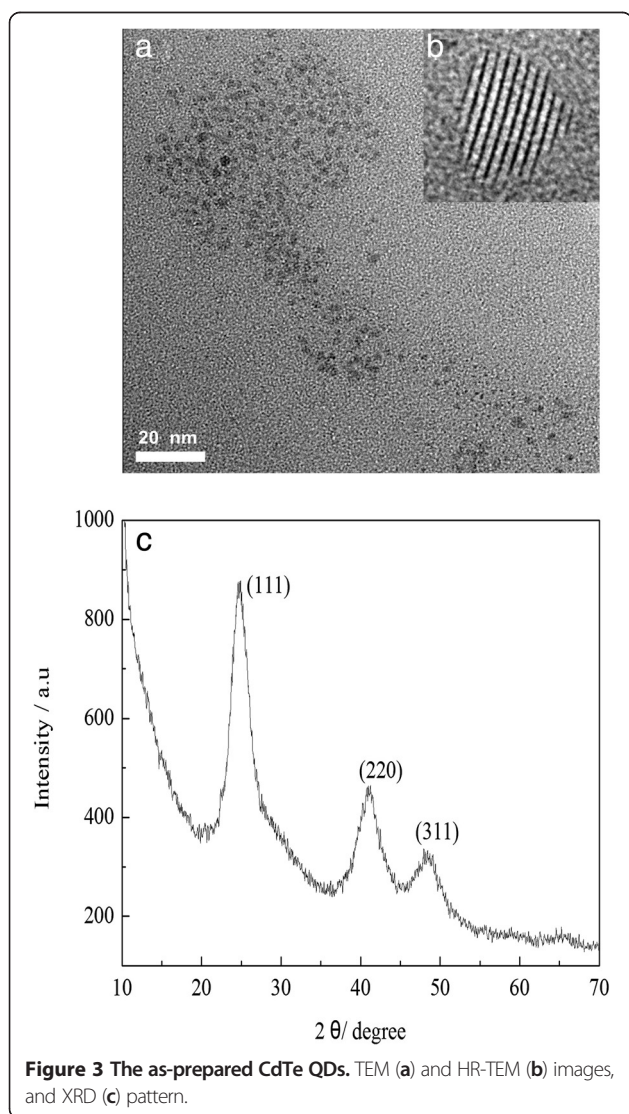 a
b
20 nm
c
1000
800
600
400
200
Intensity / a.u
(111)
(220)
(311)
10 20 30 40 50 60 70
2 θ/ degree
Figure 3 The as-prepared CdTe QDs. TEM (a) and HR-TEM (b) images,
and XRD (c) pattern.